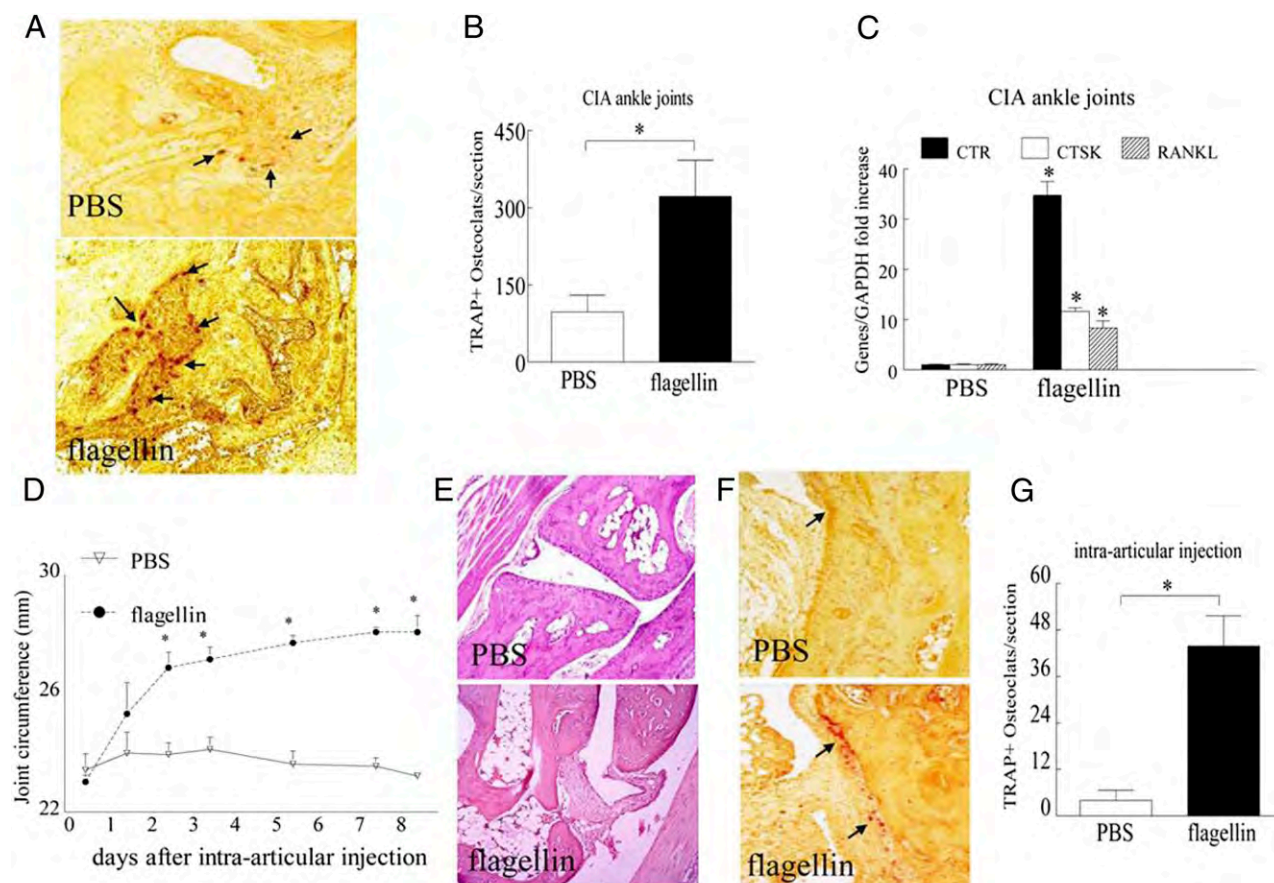 A
PBS
flagellin
B
CIA ankle joints
TRAP+ Osteoclats/section
450
300
150
0
*
PBS
flagellin
C
CIA ankle joints
CTR CTSK RANKL
Genes/GAPDH fold increase
40
30
20
10
0
*
*
*
PBS
flagellin
D
PBS
flagellin
Joint circumference (mm)
30
26
22
* * * * *
0 1 2 3 4 5 6 7 8
days after intra-articular injection
E
PBS
flagellin
F
PBS
flagellin
G
intra-articular injection
TRAP+ Osteoclats/section
60
48
36
24
12
0
*
PBS
flagellin